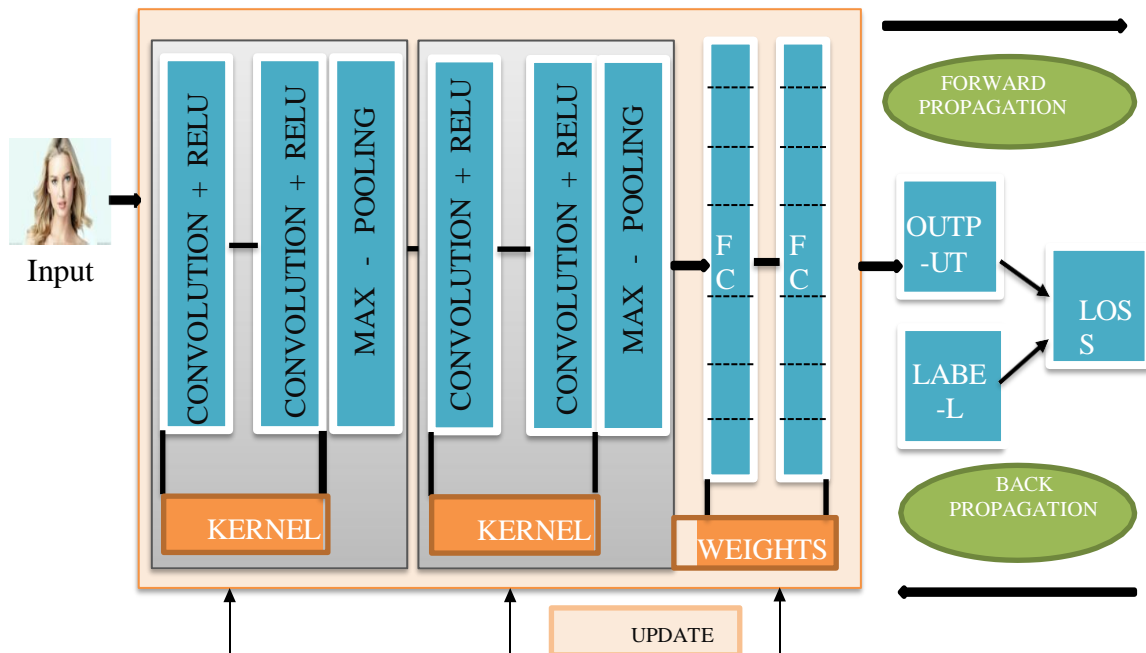 Input
CONVOLUTION + RELU
CONVOLUTION + RELU
MAX - POOLING
KERNEL
CONVOLUTION + RELU
CONVOLUTION + RELU
MAX - POOLING
KERNEL
F
C
F
C
WEIGHTS
FORWARD
PROPAGATION
OUTP
-UT
LABE
-L
LOS
S
BACK
PROPAGATION
UPDATE